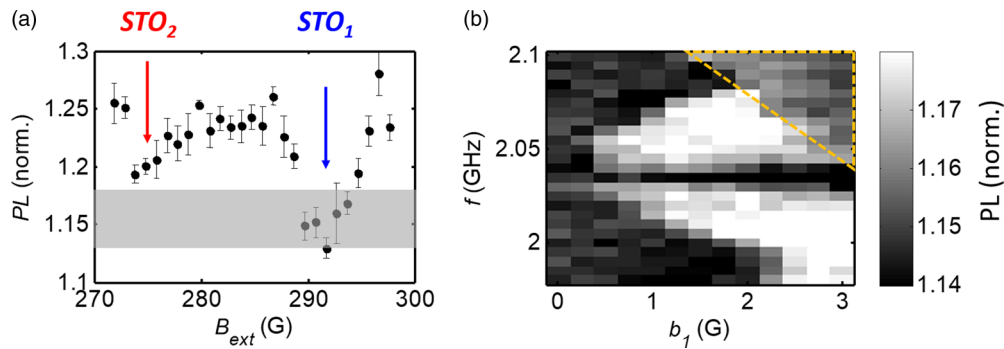 (a)
STO2
STO1
1.3
1.25
1.2
1.15
1.1
PL (norm.)
270
280
290
300
Bext (G)
(b)
2.1
2.05
2
f (GHz)
0
1
2
3
b1 (G)
1.17
1.16
1.15
1.14
PL (norm.)